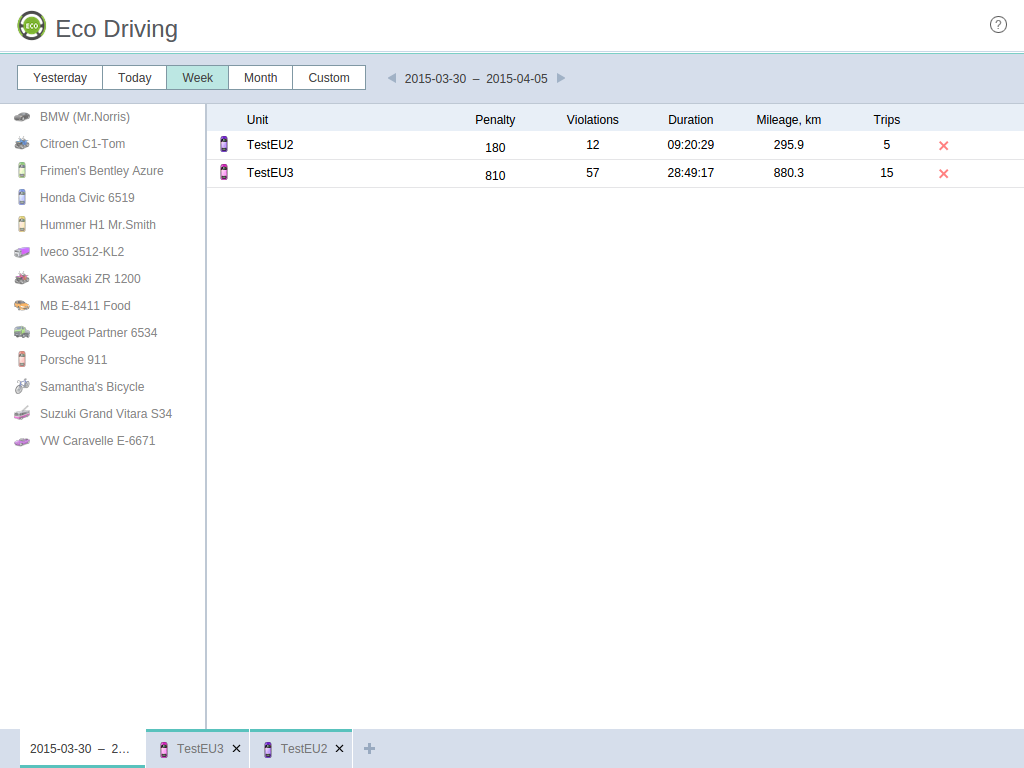 ECO Eco Driving ?
Yesterday Today Week Month Custom 2015-03-30 – 2015-04-05
BMW (Mr.Norris)
Citroen C1-Tom
Frimen's Bentley Azure
Honda Civic 6519
Hummer H1 Mr.Smith
Iveco 3512-KL2
Kawasaki ZR 1200
MB E-8411 Food
Peugeot Partner 6534
Porsche 911
Samantha's Bicycle
Suzuki Grand Vitara S34
VW Caravelle E-6671
Unit Penalty Violations Duration Mileage, km Trips
TestEU2 180 12 09:20:29 295.9 5
TestEU3 810 57 28:49:17 880.3 15
2015-03-30 – 2... TestEU3 TestEU2